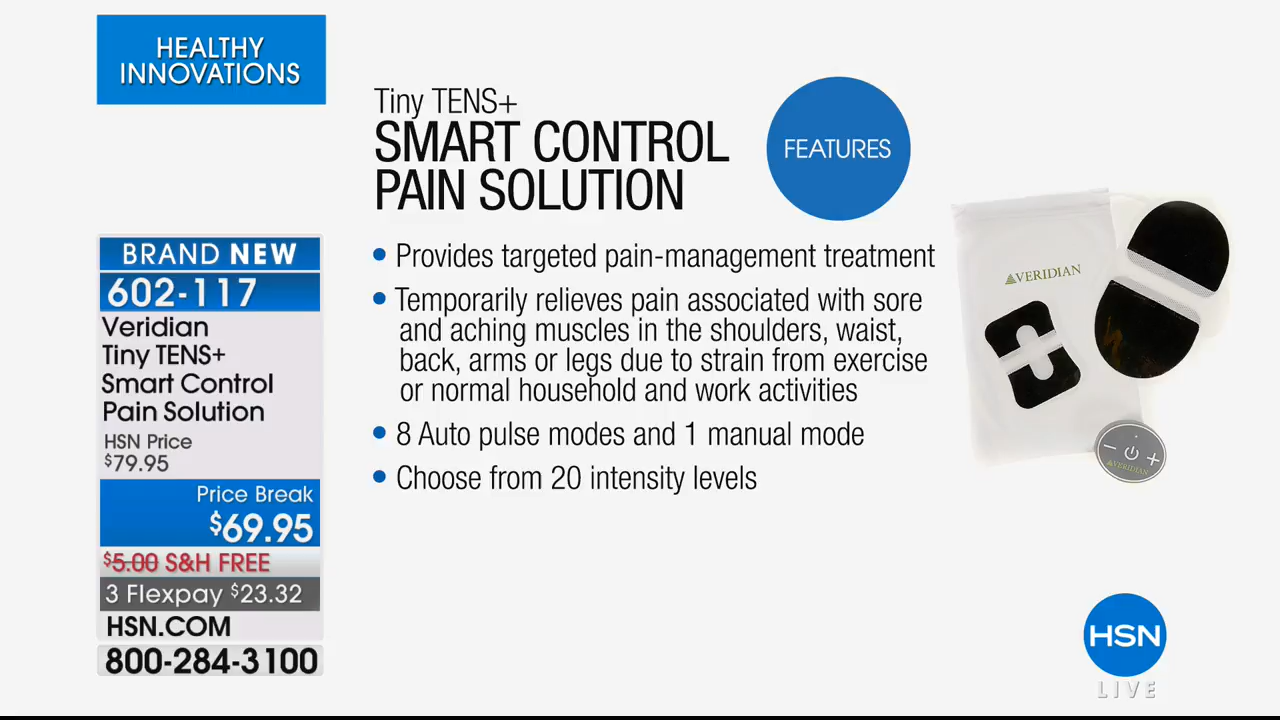 HEALTHY
INNOVATIONS
Tiny TENS+
SMART CONTROL
PAIN SOLUTION
FEATURES
• Provides targeted pain-management treatment
• Temporarily relieves pain associated with sore
and aching muscles in the shoulders, waist,
back, arms or legs due to strain from exercise
or normal household and work activities
• 8 Auto pulse modes and 1 manual mode
• Choose from 20 intensity levels
BRAND NEW
602-117
Veridian
Tiny TENS+
Smart Control
Pain Solution
HSN Price
$79.95
Price Break
$69.95
$5.00 S&H FREE
3 Flexpay $23.32
HSN.COM
800-284-3100
VERIDIAN
VERIDIAN
HSN
LIVE